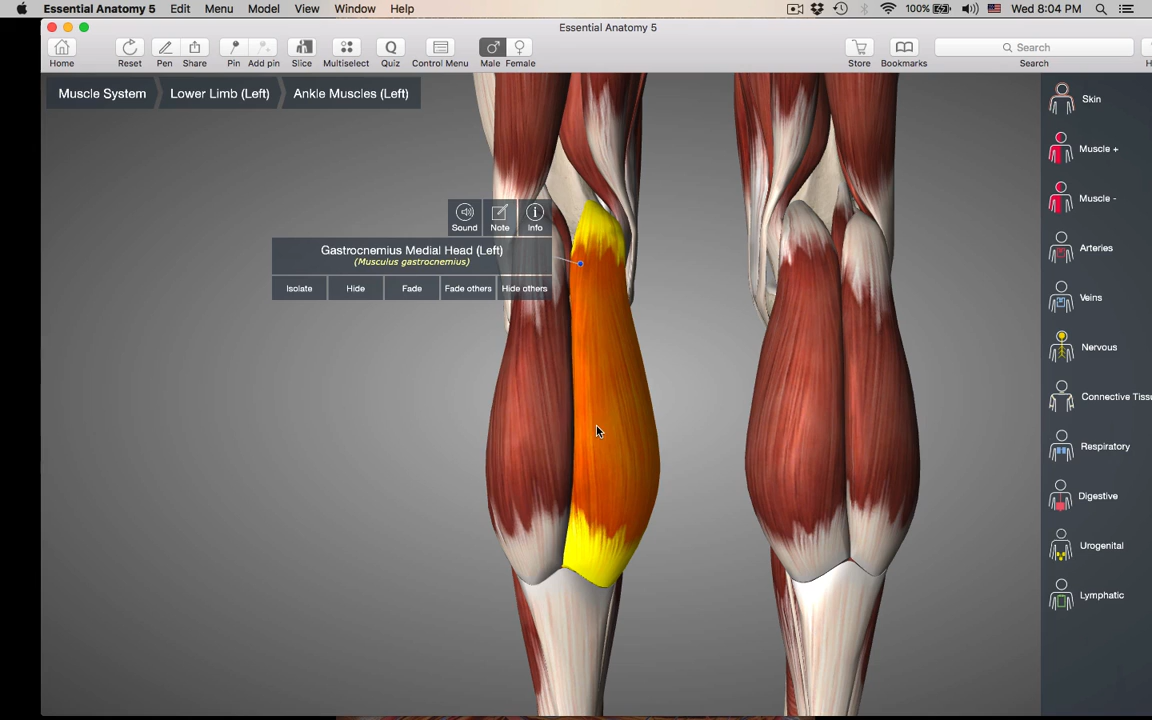 Essential Anatomy 5 Edit Menu Model View Window Help 100% Wed 8:04 PM
Essential Anatomy 5
Home Reset Pen Share Pin Add pin Slice Multiselect Q Quiz Control Menu Male Female Store Bookmarks Search
Search
Muscle System Lower Limb (Left) Ankle Muscles (Left)
Skin
Muscle +
Muscle -
Sound Note Info
Gastrocnemius Medial Head (Left)
(Musculus gastrocnemius)
Isolate Hide Fade Fade others Hide others
Arteries
Veins
Nervous
Connective Tissu
Respiratory
Digestive
Urogenital
Lymphatic